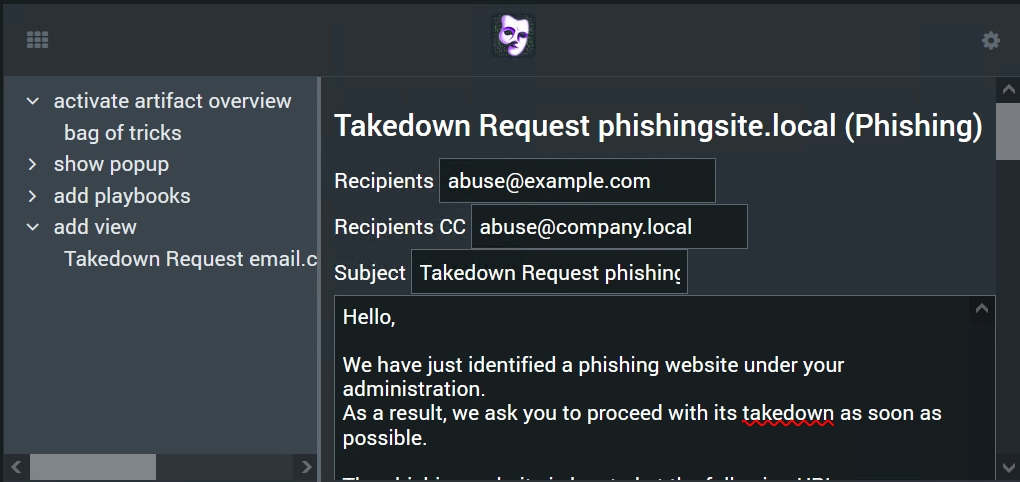 activate artifact overview
bag of tricks
show popup
add playbooks
add view
Takedown Request email.c
Takedown Request phishingsite.local (Phishing)
Recipients abuse@example.com
Recipients CC abuse@company.local
Subject Takedown Request phishing
Hello,
We have just identified a phishing website under your
administration.
As a result, we ask you to proceed with its takedown as soon as
possible.